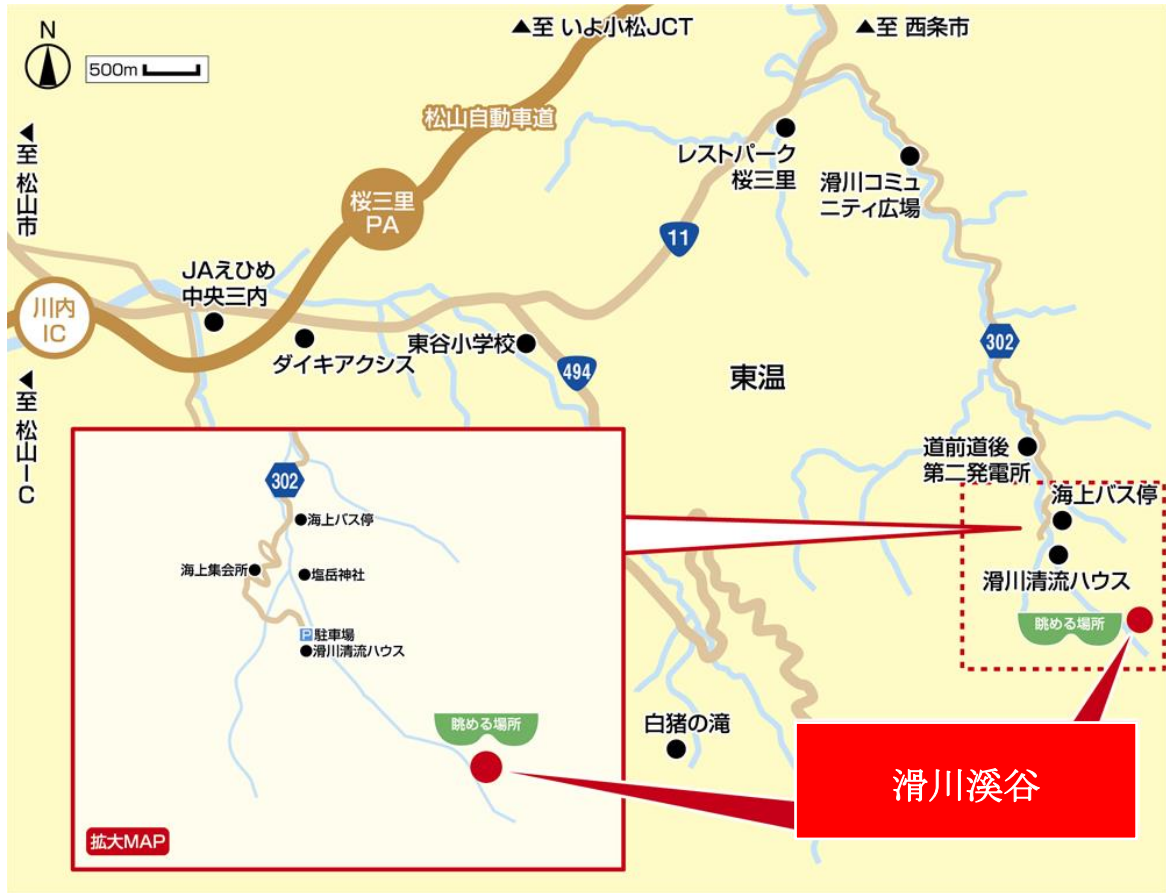 N
500m
▲至 いよ小松JCT
▲至 西条市
松山自動車道
◀至 松山市
レストパーク
桜三里
滑川コミュ
ニティ広場
桜三里
PA
11
JAえひめ
中央三内
川内
IC
ダイキアクシス
東谷小学校
494
302
東温
◀至 松山IC
道前道後
第二発電所
海上バス停
滑川清流ハウス
眺める場所
302
海上バス停
海上集会所
塩岳神社
P駐車場
滑川清流ハウス
眺める場所
拡大MAP
白猪の滝
滑川溪谷